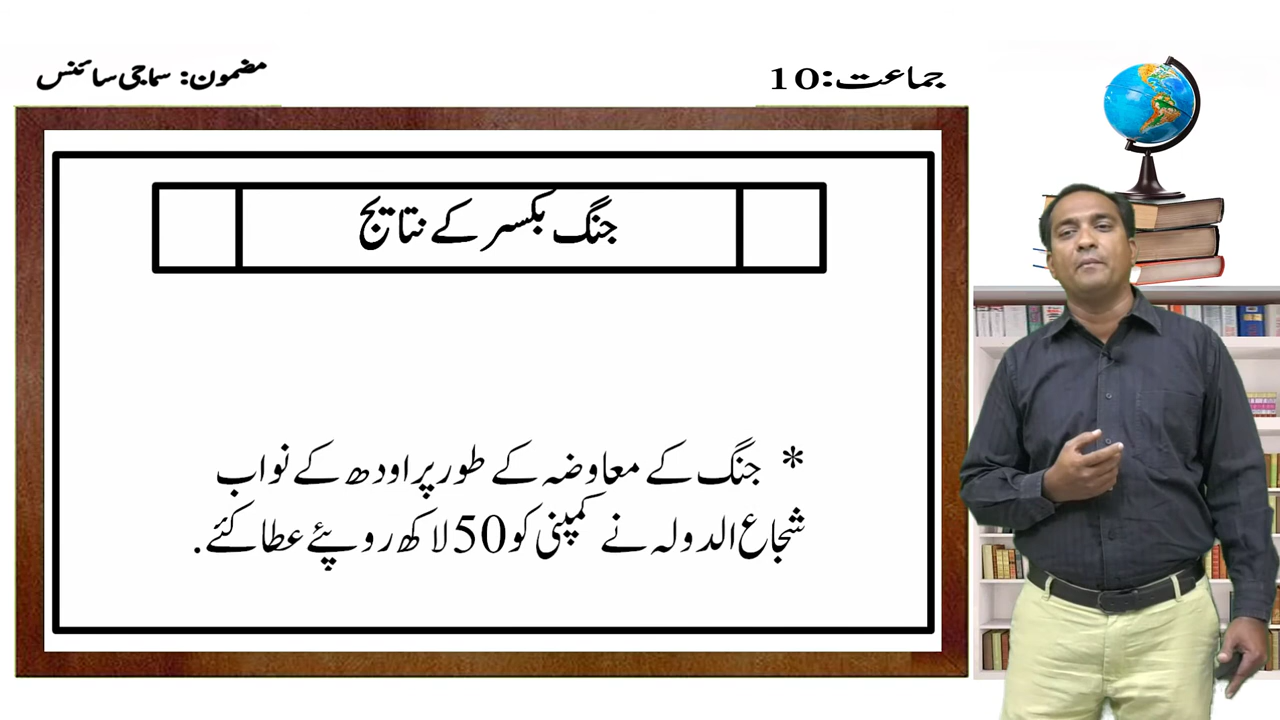 جماعت:10
مضمون: سماجی سائنس
جنگ بکسر کے نتایج
* جنگ کے معاوضہ کے طور پر اودھ کے نواب
شجاع الدولہ نے کمپنی کو 50 لاکھ روپئے عطا کئے.